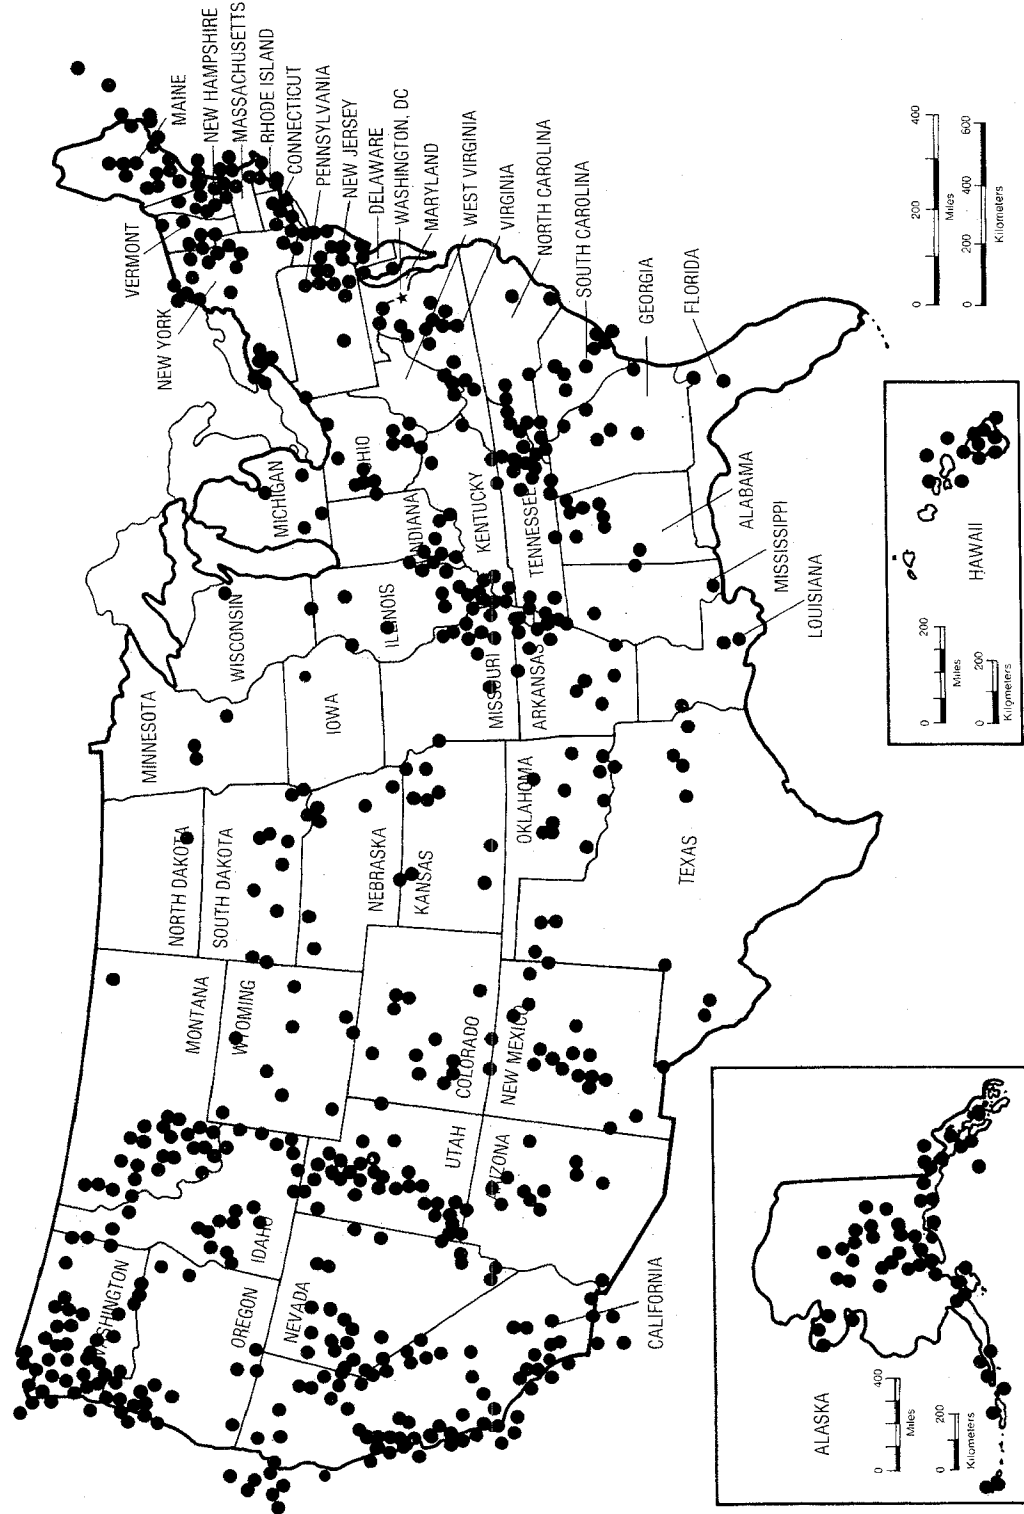 MAINE
NEW HAMPSHIRE
MASSACHUSETTS
RHODE ISLAND
CONNECTICUT
PENNSYLVANIA
NEW JERSEY
DELAWARE
WASHINGTON, DC
MARYLAND
WEST VIRGINIA
VIRGINIA
NORTH CAROLINA
SOUTH CAROLINA
GEORGIA
FLORIDA
VERMONT
NEW YORK
MICHIGAN
OHIO
INDIANA
KENTUCKY
TENNESSEE
ALABAMA
MISSISSIPPI
LOUISIANA
WISCONSIN
ILLINOIS
MINNESOTA
IOWA
MISSOURI
ARKANSAS
NORTH DAKOTA
SOUTH DAKOTA
NEBRASKA
KANSAS
OKLAHOMA
TEXAS
MONTANA
WYOMING
COLORADO
NEW MEXICO
UTAH
ARIZONA
IDAHO
WASHINGTON
OREGON
NEVADA
CALIFORNIA
0 200 400
Miles
0 200 400 600
Kilometers
HAWAII
0 200
Miles
0 200
Kilometers
ALASKA
0 400
Miles
0 200
Kilometers